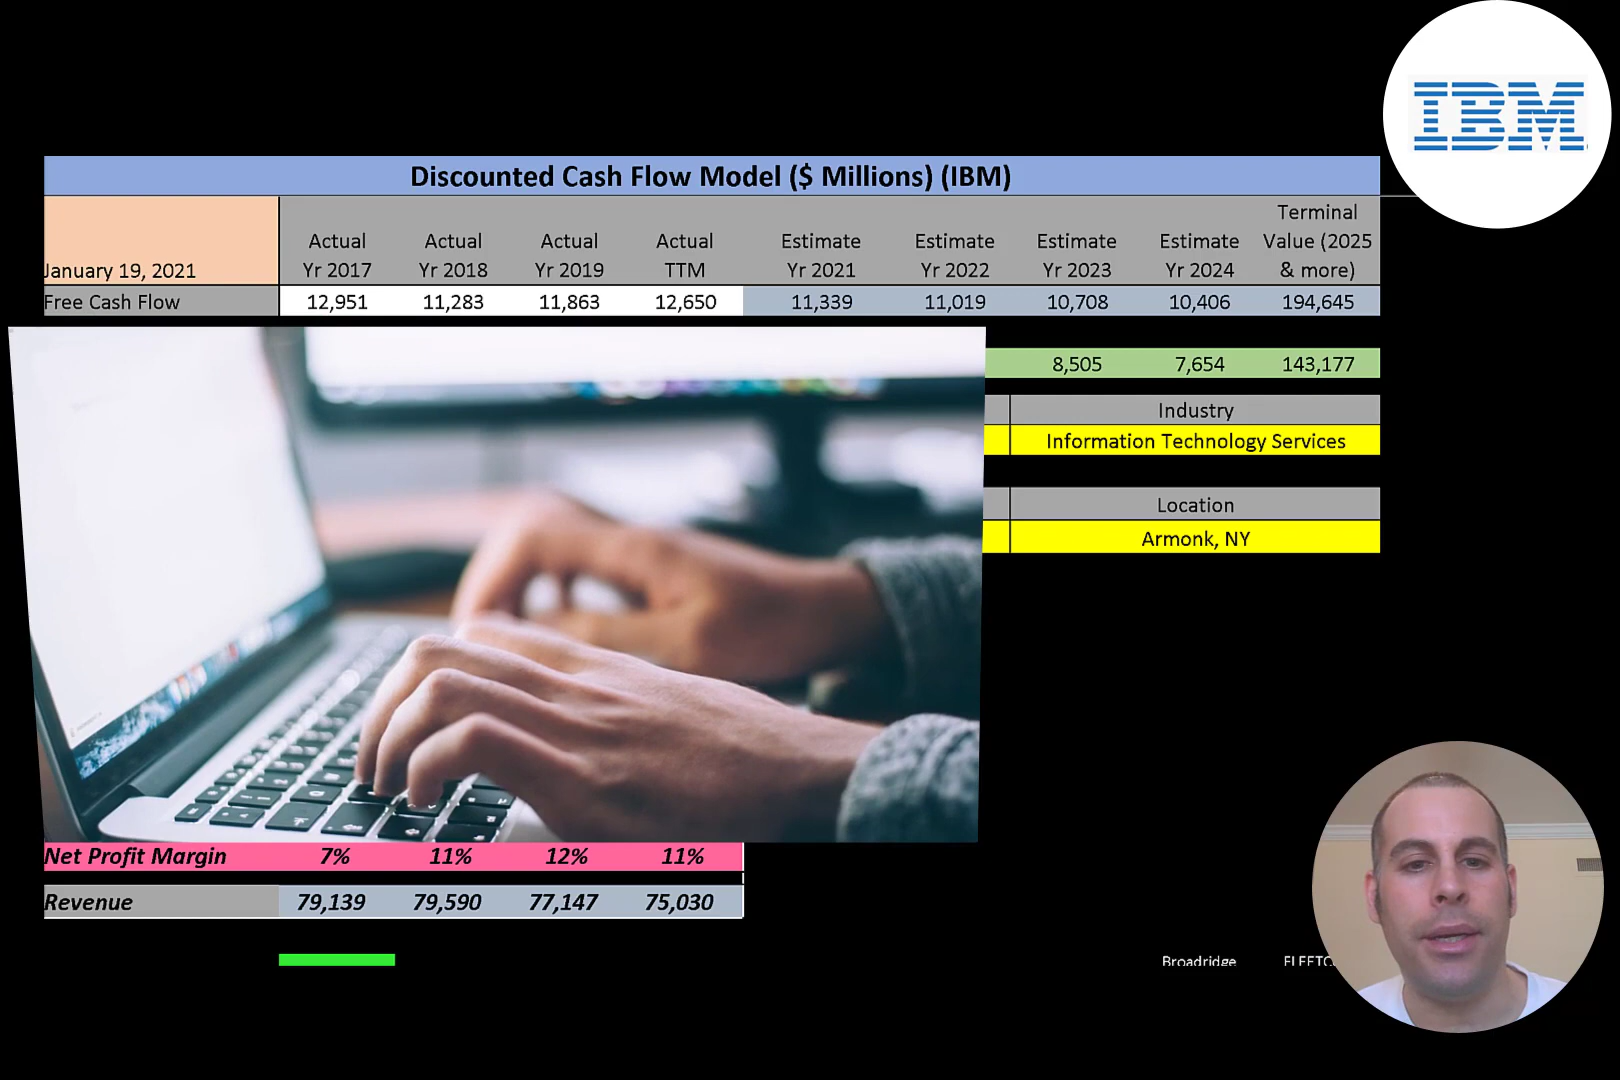 IBM
Discounted Cash Flow Model ($ Millions) (IBM)
January 19, 2021 Actual Yr 2017 Actual Yr 2018 Actual Yr 2019 Actual TTM Estimate Yr 2021 Estimate Yr 2022 Estimate Yr 2023 Estimate Yr 2024 Terminal Value (2025 & more)
Free Cash Flow 12,951 11,283 11,863 12,650 11,339 11,019 10,708 10,406 194,645
8,505 7,654 143,177
Industry
Information Technology Services
Location
Armonk, NY
Net Profit Margin 7% 11% 12% 11%
Revenue 79,139 79,590 77,147 75,030
Broadridge